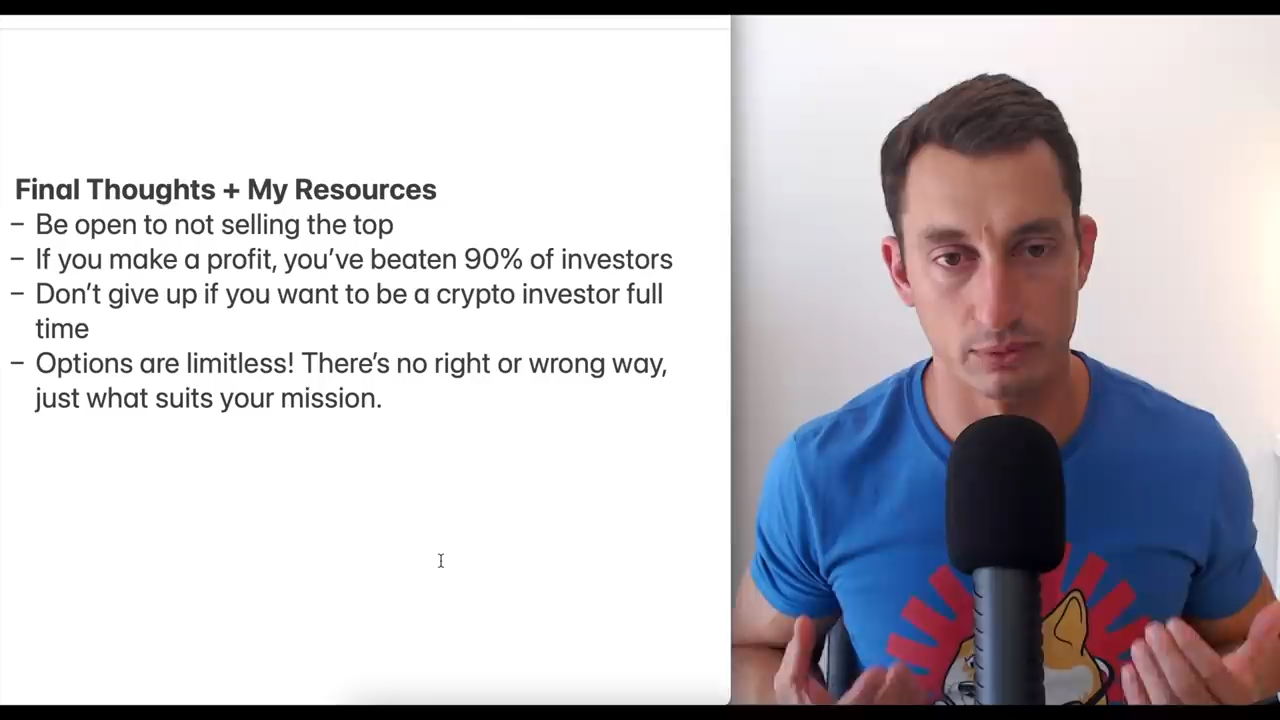 Final Thoughts + My Resources
– Be open to not selling the top
– If you make a profit, you’ve beaten 90% of investors
– Don’t give up if you want to be a crypto investor full
time
– Options are limitless! There’s no right or wrong way,
just what suits your mission.